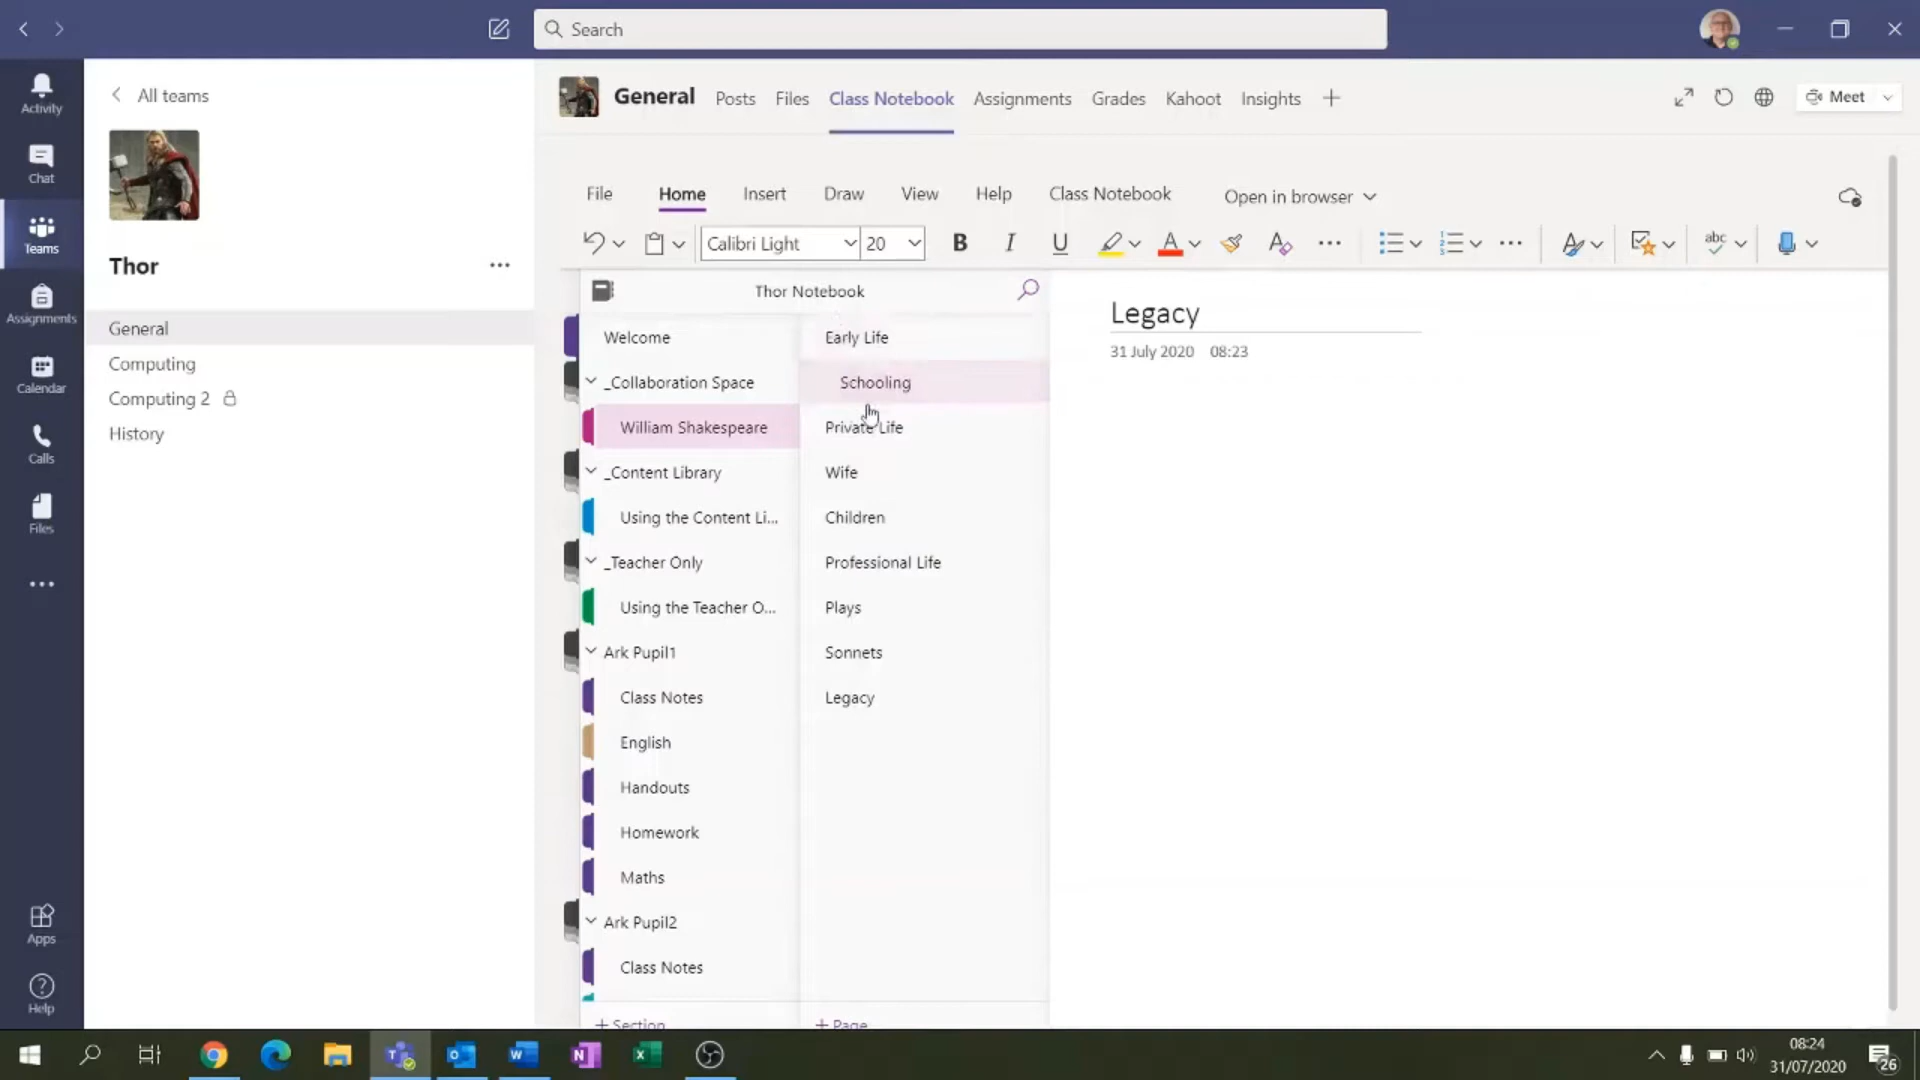 Search
Activity
Chat
Teams
Assignments
Calendar
Calls
Files
Apps
Help
All teams
Thor
General
Computing
Computing 2
History
General Posts Files Class Notebook Assignments Grades Kahoot Insights
Meet
File Home Insert Draw View Help Class Notebook Open in browser
Calibri Light 20 B I U A A abc
Thor Notebook
Welcome
_Collaboration Space
William Shakespeare
_Content Library
Using the Content Li...
_Teacher Only
Using the Teacher O...
Ark Pupil1
Class Notes
English
Handouts
Homework
Maths
Ark Pupil2
Class Notes
+ Section
Early Life
Schooling
Private Life
Wife
Children
Professional Life
Plays
Sonnets
Legacy
+ Page
Legacy
31 July 2020 08:23
08:24
31/07/2020
26